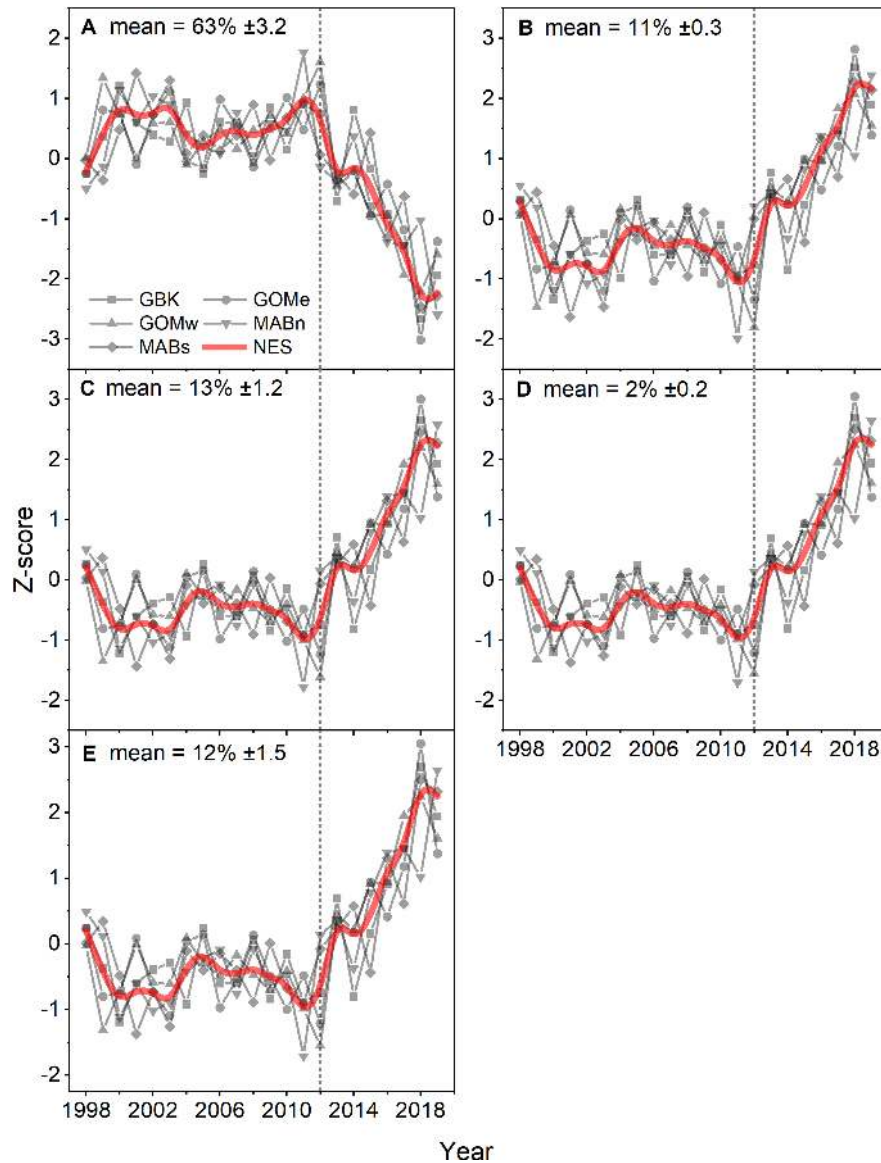 A mean = 63% ±3.2
B mean = 11% ±0.3
2
1
0
-1
-2
-3
3
2
1
0
-1
-2
GBK GOMe
GOMw MABn
MABs NES
C mean = 13% ±1.2
D mean = 2% ±0.2
3
2
1
0
-1
-2
3
2
1
0
-1
-2
Z-score
1998 2002 2006 2010 2014 2018
E mean = 12% ±1.5
3
2
1
0
-1
-2
1998 2002 2006 2010 2014 2018
Year